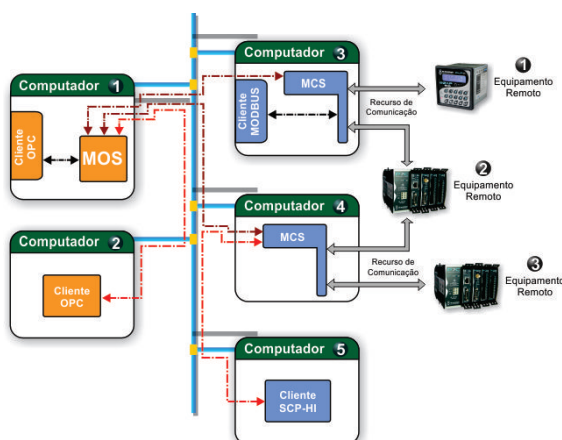 Computador 1
Cliente OPC
MOS
Computador 2
Cliente
OPC
Computador 3
Cliente
MODBUS
MCS
Recurso de
Comunicação
1
Equipamento
Remoto
2
Equipamento
Remoto
Computador 4
MCS
Recurso de
Comunicação
3
Equipamento
Remoto
Computador 5
Cliente
SCP-HI